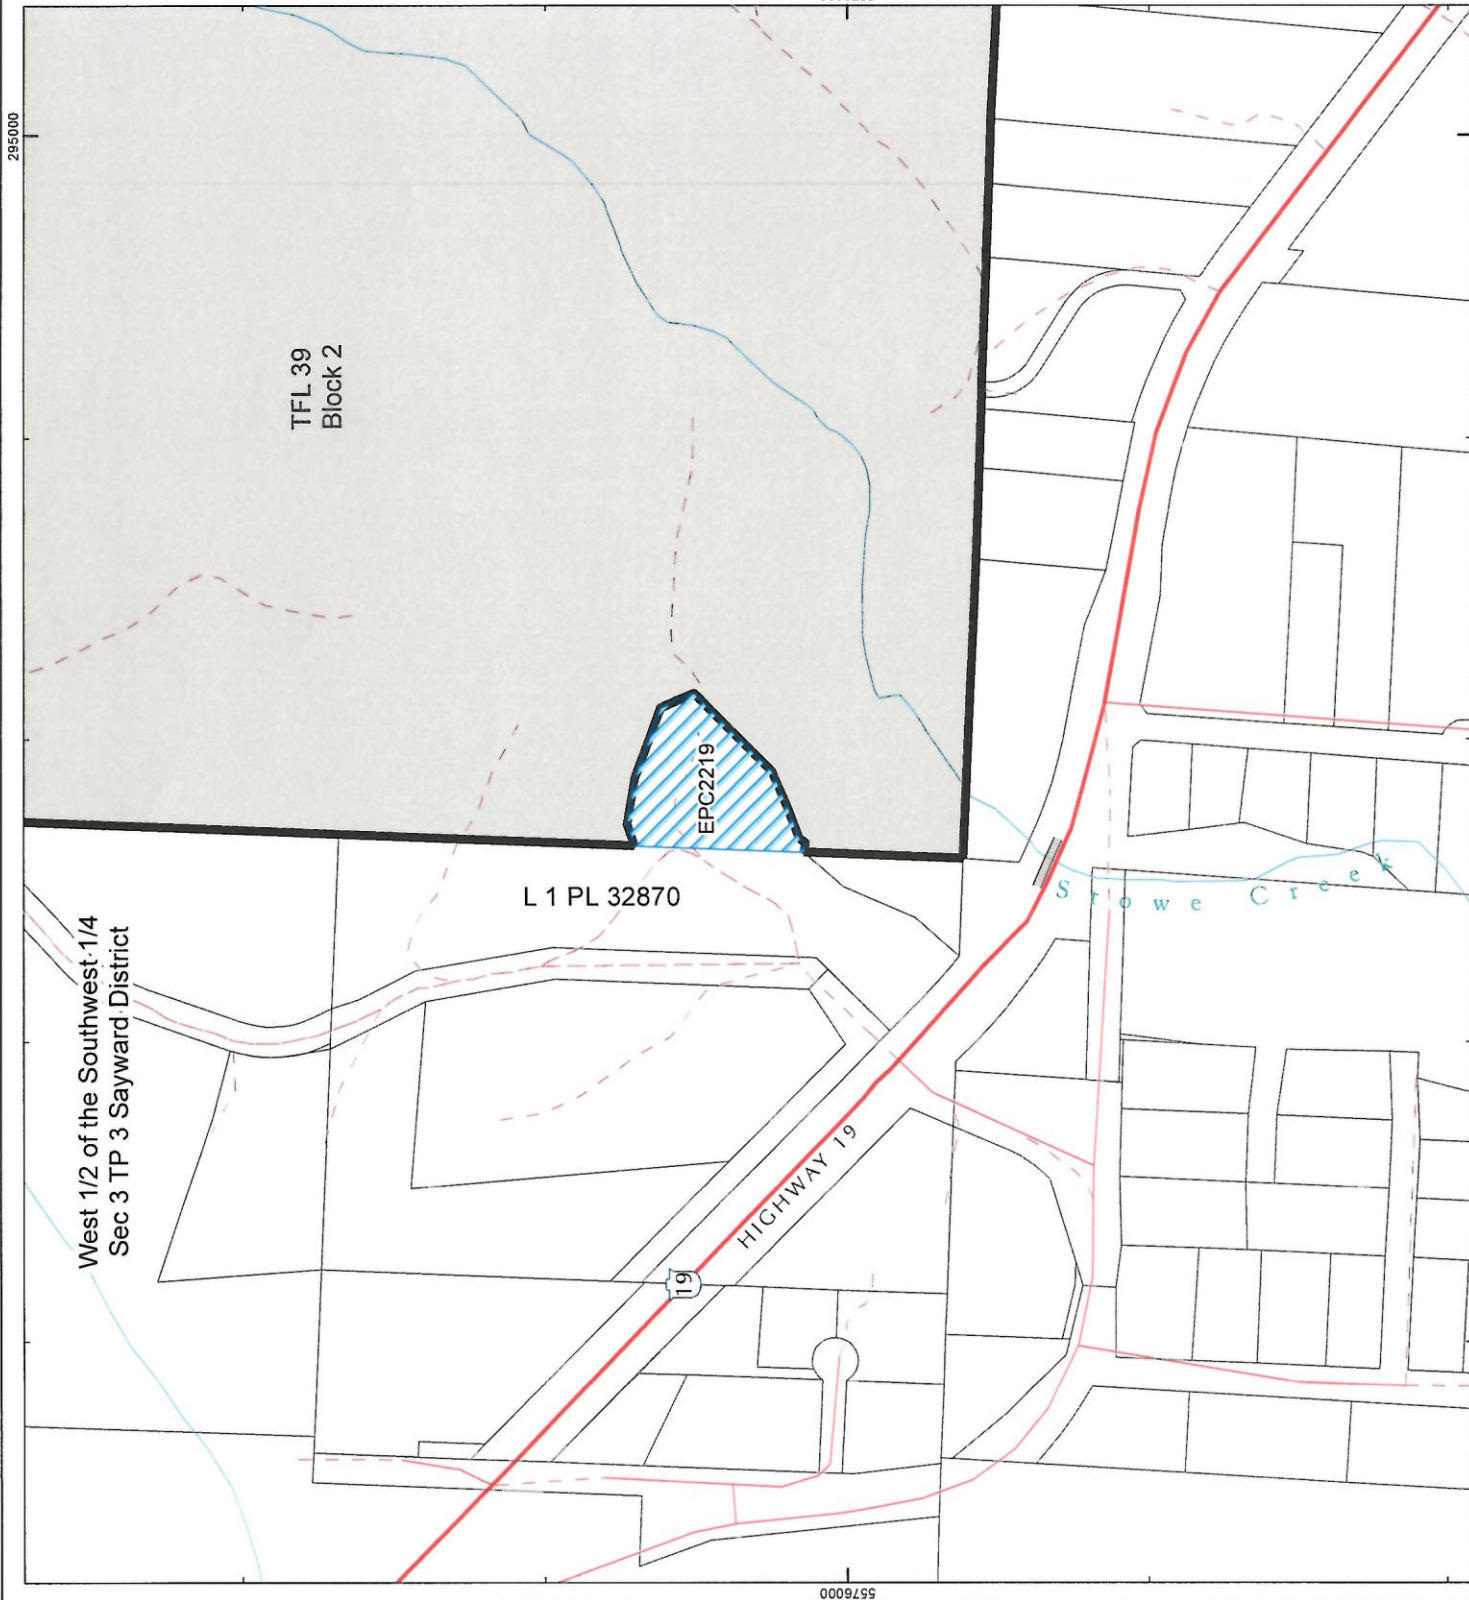 295000
TFL 39
Block 2
EPC2219
L 1 PL 32870
West 1/2 of the Southwest 1/4
Sec 3 TP 3 Sayward District
Stowe Creek
HIGHWAY 19
19
5576000